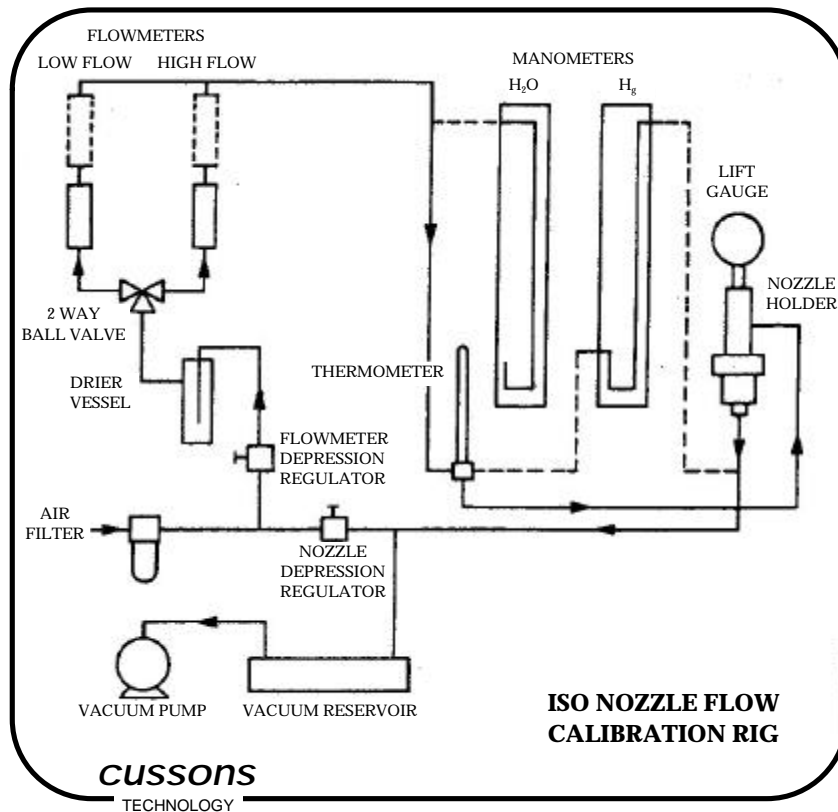 FLOWMETERS
LOW FLOW HIGH FLOW
MANOMETERS
H₂O Hg
LIFT
GAUGE
NOZZLE
HOLDER
2 WAY
BALL VALVE
DRIER
VESSEL
THERMOMETER
FLOWMETER
DEPRESSION
REGULATOR
AIR
FILTER
NOZZLE
DEPRESSION
REGULATOR
VACUUM PUMP
VACUUM RESERVOIR
ISO NOZZLE FLOW
CALIBRATION RIG
cussons
TECHNOLOGY